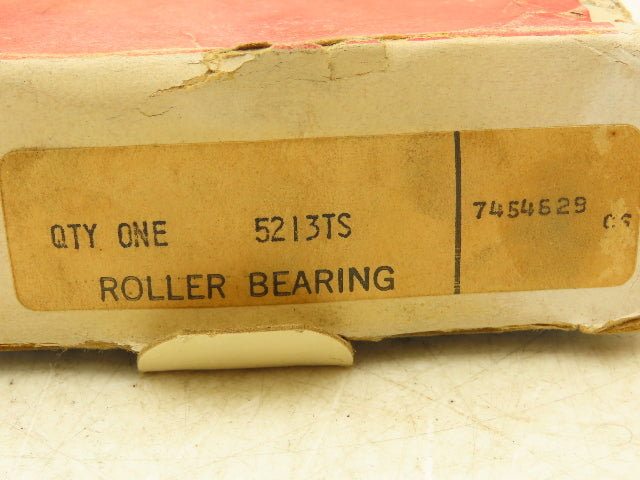 QTY ONE 5213TS 7454629
ROLLER BEARING